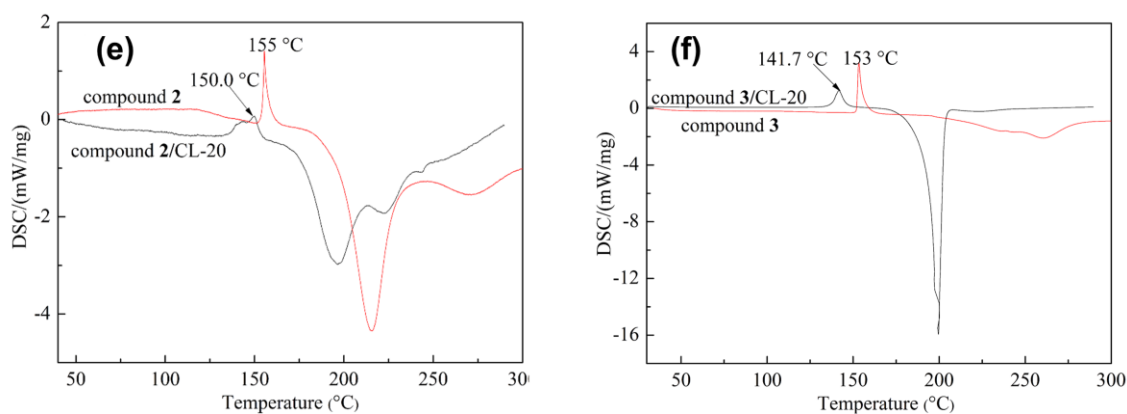 (e)
155 °C
150.0 °C
compound 2
compound 2/CL-20
DSC/(mW/mg)
2
0
-2
-4
50 100 150 200 250 300
Temperature (°C)
(f)
141.7 °C
153 °C
compound 3/CL-20
compound 3
DSC/(mW/mg)
4
0
-4
-8
-12
-16
50 100 150 200 250 300
Temperature (°C)